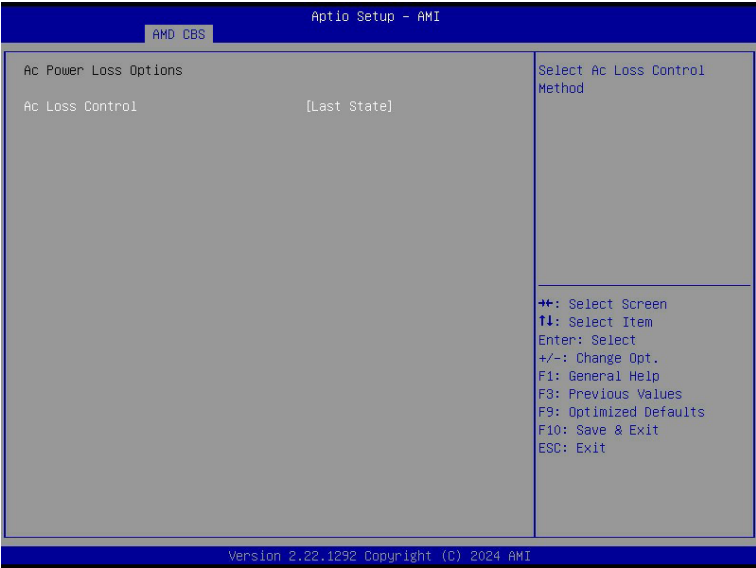 Aptio Setup – AMI
AMD CBS
Ac Power Loss Options
Ac Loss Control [Last State]
Select Ac Loss Control
Method
→←: Select Screen
↑↓: Select Item
Enter: Select
+/-: Change Opt.
F1: General Help
F3: Previous Values
F9: Optimized Defaults
F10: Save & Exit
ESC: Exit
Version 2.22.1292 Copyright (C) 2024 AMI